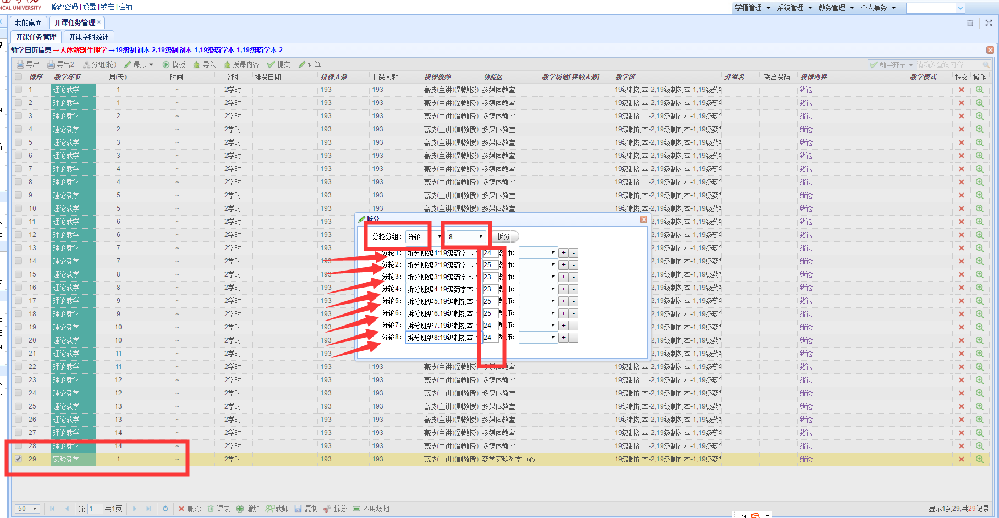 DICAL UNIVERSITY 修改密码 | 设置 | 锁定 | 注销 学籍管理 系统管理 教务管理 个人事务
我的桌面 开课任务管理 ×
开课任务管理 开课学时统计
教学日历信息→人体解剖生理学→19级制剂本-2,19级制剂本-1,19级药学本-1,19级药学本-2
导出 导出2 分组(轮) 课序 模板 导入 授课内容 提交 计算 教学环节 请输入查询内容
课序 教学环节 周(天) 时间 学时 排课日期 排课人数 上课人数 授课教师 功能区 教学场地[容纳人数] 教学班 分组名 联合课码 授课内容 教学模式 提交 操作
1 理论教学 1 ~ 2学时 193 193 高波(主讲)(副教授) 多媒体教室 19级制剂本-2,19级制剂本-1,19级药学 绪论
2 理论教学 1 ~ 2学时 193 193 高波(主讲)(副教授) 多媒体教室 19级制剂本-2,19级制剂本-1,19级药学 绪论
3 理论教学 2 ~ 2学时 193 193 高波(主讲)(副教授) 多媒体教室 19级制剂本-2,19级制剂本-1,19级药学 绪论
4 理论教学 2 ~ 2学时 193 193 高波(主讲)(副教授) 多媒体教室 19级制剂本-2,19级制剂本-1,19级药学 绪论
5 理论教学 3 ~ 2学时 193 193 高波(主讲)(副教授) 多媒体教室 19级制剂本-2,19级制剂本-1,19级药学 绪论
6 理论教学 3 ~ 2学时 193 193 高波(主讲)(副教授) 多媒体教室 19级制剂本-2,19级制剂本-1,19级药学 绪论
7 理论教学 4 ~ 2学时 193 193 高波(主讲)(副教授) 多媒体教室 19级制剂本-2,19级制剂本-1,19级药学 绪论
8 理论教学 4 ~ 2学时 193 193 高波(主讲)(副教授) 多媒体教室 19级制剂本-2,19级制剂本-1,19级药学 绪论
9 理论教学 5 ~ 2学时 193 193 高波(主讲)(副教授) 多媒体教室 19级制剂本-2,19级制剂本-1,19级药学 绪论
10 理论教学 5 ~ 2学时 193 193 高波(主讲)(副教授) 多媒体教室 19级制剂本-2,19级制剂本-1,19级药学 绪论
11 理论教学 6 ~ 2学时 193 2,19级制剂本-1,19级药学 绪论
12 理论教学 6 ~ 2学时 193 2,19级制剂本-1,19级药学 绪论
13 理论教学 7 ~ 2学时 193 2,19级制剂本-1,19级药学 绪论
14 理论教学 7 ~ 2学时 193 2,19级制剂本-1,19级药学 绪论
15 理论教学 8 ~ 2学时 193 2,19级制剂本-1,19级药学 绪论
16 理论教学 8 ~ 2学时 193 2,19级制剂本-1,19级药学 绪论
17 理论教学 9 ~ 2学时 193 2,19级制剂本-1,19级药学 绪论
18 理论教学 9 ~ 2学时 193 2,19级制剂本-1,19级药学 绪论
19 理论教学 10 ~ 2学时 193 2,19级制剂本-1,19级药学 绪论
20 理论教学 10 ~ 2学时 193 2,19级制剂本-1,19级药学 绪论
21 理论教学 11 ~ 2学时 193 2,19级制剂本-1,19级药学 绪论
22 理论教学 11 ~ 2学时 193 193 高波(主讲)(副教授) 多媒体教室 19级制剂本-2,19级制剂本-1,19级药学 绪论
23 理论教学 12 ~ 2学时 193 193 高波(主讲)(副教授) 多媒体教室 19级制剂本-2,19级制剂本-1,19级药学 绪论
24 理论教学 12 ~ 2学时 193 193 高波(主讲)(副教授) 多媒体教室 19级制剂本-2,19级制剂本-1,19级药学 绪论
25 理论教学 13 ~ 2学时 193 193 高波(主讲)(副教授) 多媒体教室 19级制剂本-2,19级制剂本-1,19级药学 绪论
26 理论教学 13 ~ 2学时 193 193 高波(主讲)(副教授) 多媒体教室 19级制剂本-2,19级制剂本-1,19级药学 绪论
27 理论教学 14 ~ 2学时 193 193 高波(主讲)(副教授) 多媒体教室 19级制剂本-2,19级制剂本-1,19级药学 绪论
28 理论教学 14 ~ 2学时 193 193 高波(主讲)(副教授) 多媒体教室 19级制剂本-2,19级制剂本-1,19级药学 绪论
29 实验教学 1 ~ 2学时 193 193 高波(主讲)(副教授) 药学实验教学中心 19级制剂本-2,19级制剂本-1,19级药学 绪论
拆分
分轮分组: 分轮 8 拆分
分轮1: 拆分班级1:19级药学本 24 教师: + -
分轮2: 拆分班级2:19级药学本 25 教师: + -
分轮3: 拆分班级3:19级药学本 23 教师: + -
分轮4: 拆分班级4:19级药学本 23 教师: + -
分轮5: 拆分班级5:19级制剂本 25 教师: + -
分轮6: 拆分班级6:19级制剂本 25 教师: + -
分轮7: 拆分班级7:19级制剂本 24 教师: + -
分轮8: 拆分班级8:19级制剂本 24 教师: + -
50 第 1 共1页 删除 课表 增加 教师 复制 拆分 不用场地 显示1到29,共29记录
CH